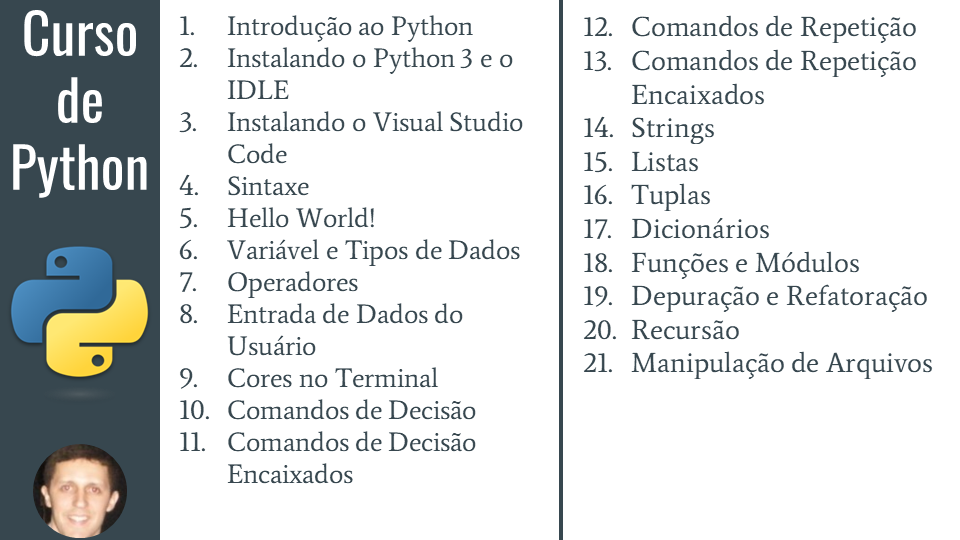 Curso
de
Python
1. Introdução ao Python
2. Instalando o Python 3 e o
IDLE
3. Instalando o Visual Studio
Code
4. Sintaxe
5. Hello World!
6. Variável e Tipos de Dados
7. Operadores
8. Entrada de Dados do
Usuário
9. Cores no Terminal
10. Comandos de Decisão
11. Comandos de Decisão
Encaixados
12. Comandos de Repetição
13. Comandos de Repetição
Encaixados
14. Strings
15. Listas
16. Tuplas
17. Dicionários
18. Funções e Módulos
19. Depuração e Refatoração
20. Recursão
21. Manipulação de Arquivos